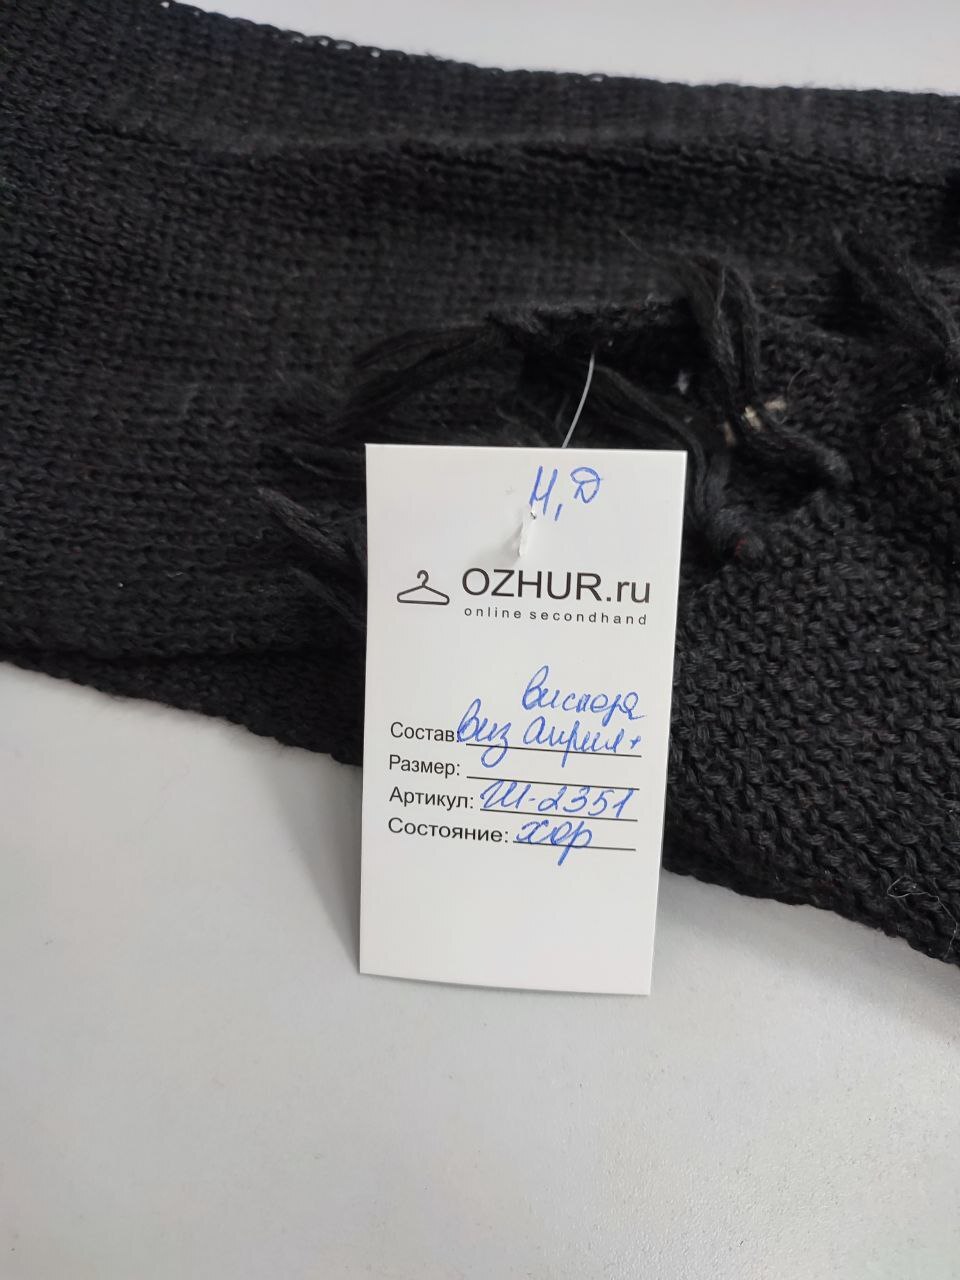 Н, Д
OZHUR.ru
online secondhand
вискоза
Состав: Виз акрил+
Размер:
Артикул: Ш-2351
Состояние: хор